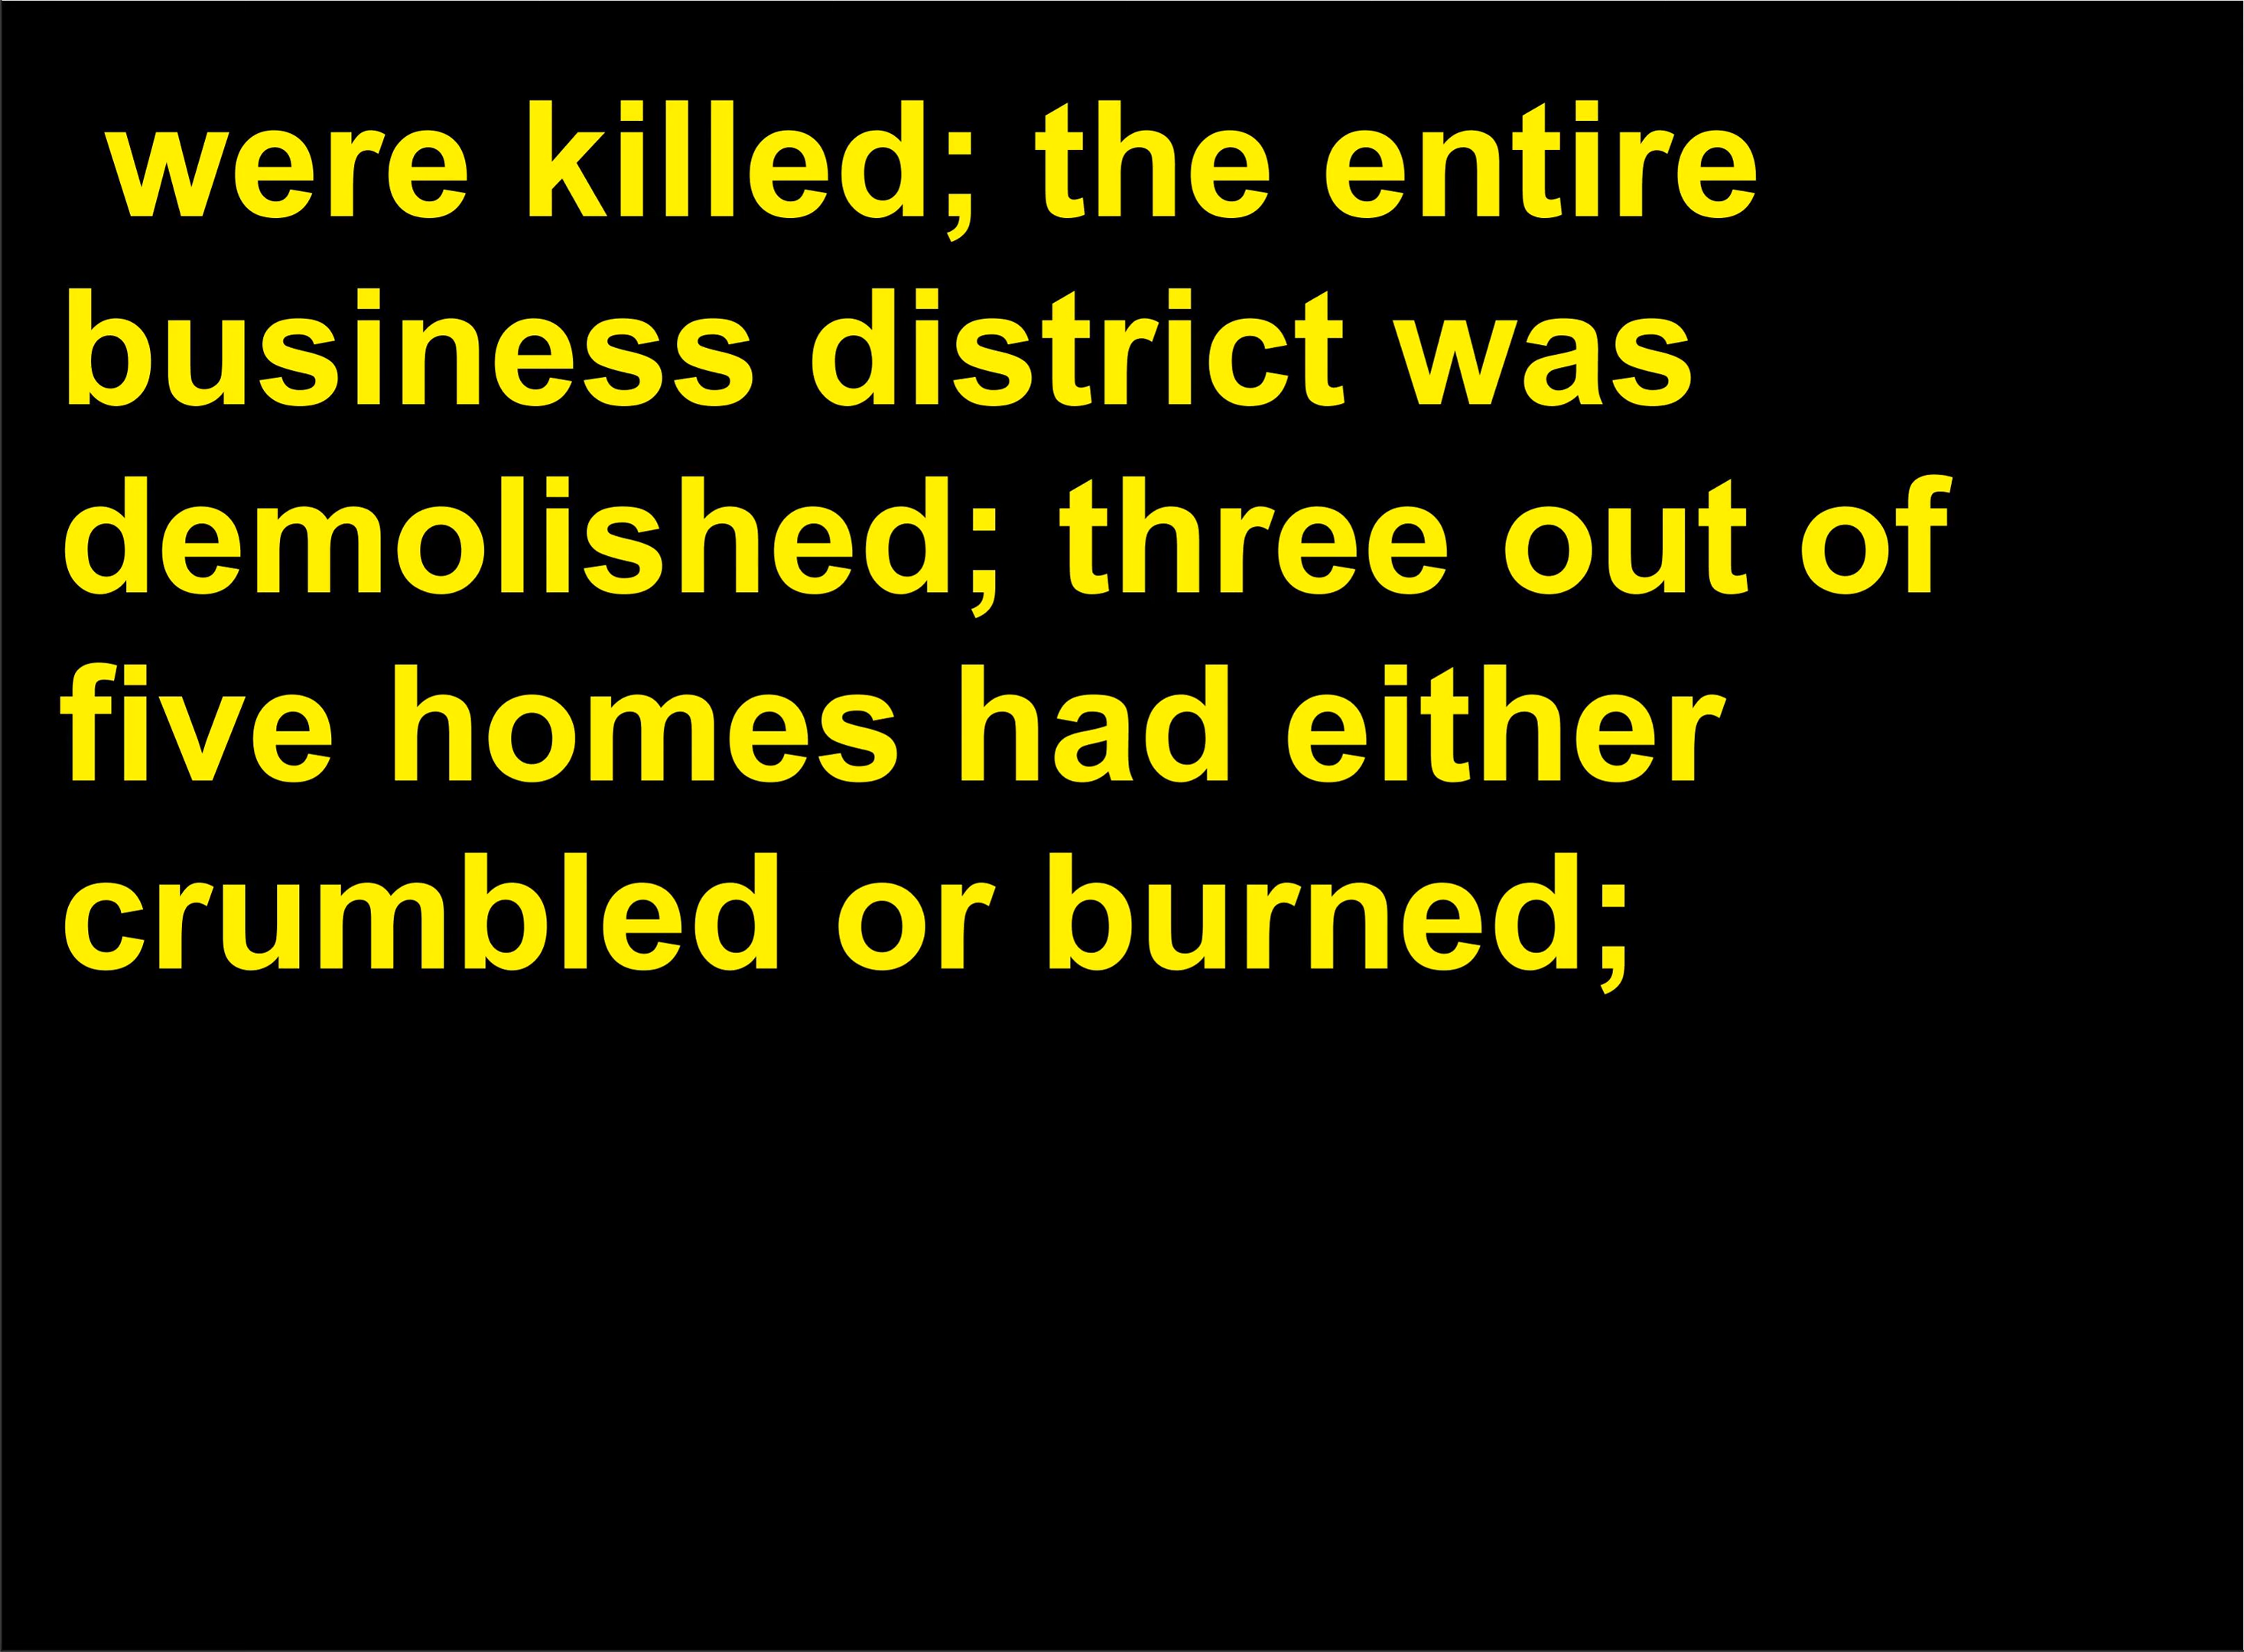 were killed; the entire
business district was
demolished; three out of
five homes had either
crumbled or burned;